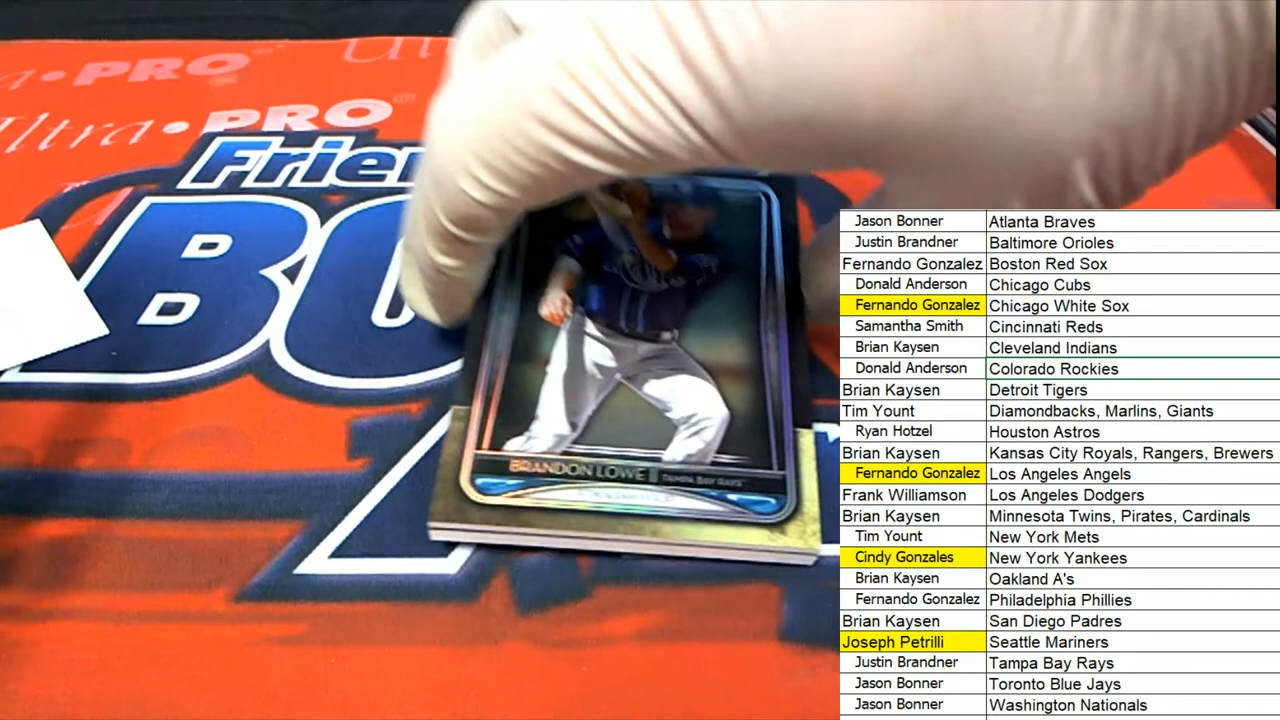 PRO
Ultra PRO®
Frie
BO
BRANDON LOWE TAMPA BAY RAYS™
Jason Bonner Atlanta Braves
Justin Brandner Baltimore Orioles
Fernando Gonzalez Boston Red Sox
Donald Anderson Chicago Cubs
Fernando Gonzalez Chicago White Sox
Samantha Smith Cincinnati Reds
Brian Kaysen Cleveland Indians
Donald Anderson Colorado Rockies
Brian Kaysen Detroit Tigers
Tim Yount Diamondbacks, Marlins, Giants
Ryan Hotzel Houston Astros
Brian Kaysen Kansas City Royals, Rangers, Brewers
Fernando Gonzalez Los Angeles Angels
Frank Williamson Los Angeles Dodgers
Brian Kaysen Minnesota Twins, Pirates, Cardinals
Tim Yount New York Mets
Cindy Gonzales New York Yankees
Brian Kaysen Oakland A's
Fernando Gonzalez Philadelphia Phillies
Brian Kaysen San Diego Padres
Joseph Petrilli Seattle Mariners
Justin Brandner Tampa Bay Rays
Jason Bonner Toronto Blue Jays
Jason Bonner Washington Nationals